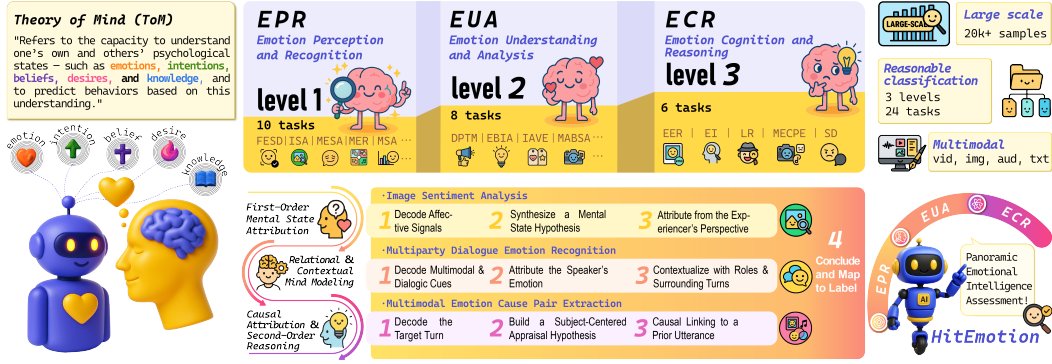 Theory of Mind (ToM)
"Refers to the capacity to understand
one's own and others' psychological
states – such as emotions, intentions,
beliefs, desires, and knowledge, and
to predict behaviors based on this
understanding."
emotion
intention
belief
desire
knowledge
EPR
Emotion Perception
and Recognition
level 1
10 tasks
FESD|ISA|MESA|MER|MSA ···
···
EUA
Emotion Understanding
and Analysis
level 2
8 tasks
DPTM|EBIA|IAVE|MABSA···
···
ECR
Emotion Cognition and
Reasoning
level 3
6 tasks
EER | EI | LR | MECPE | SD
LARGE-SCALE
Large scale
20k+ samples
Reasonable
classification
3 levels
24 tasks
Multimodal
vid, img, aud, txt
First-Order
Mental State
Attribution
Relational &
Contextual
Mind Modeling
Causal
Attribution &
Second-Order
Reasoning
·Image Sentiment Analysis
1 Decode Affec-
tive Signals
2 Synthesize a Mental
State Hypothesis
3 Attribute from the Exp-
eriencer's Perspective
·Multiparty Dialogue Emotion Recognition
1 Decode Multimodal &
Dialogic Cues
2 Attribute the Speaker's
Emotion
3 Contextualize with Roles &
Surrounding Turns
·Multimodal Emotion Cause Pair Extraction
1 Decode the
Target Turn
2 Build a Subject-Centered
Appraisal Hypothesis
3 Causal Linking to a
Prior Utterance
4
Conclude
and Map
to Label
EPR
EUA
ECR
AI
Panoramic
Emotional
Intelligence
Assessment!
HitEmotion